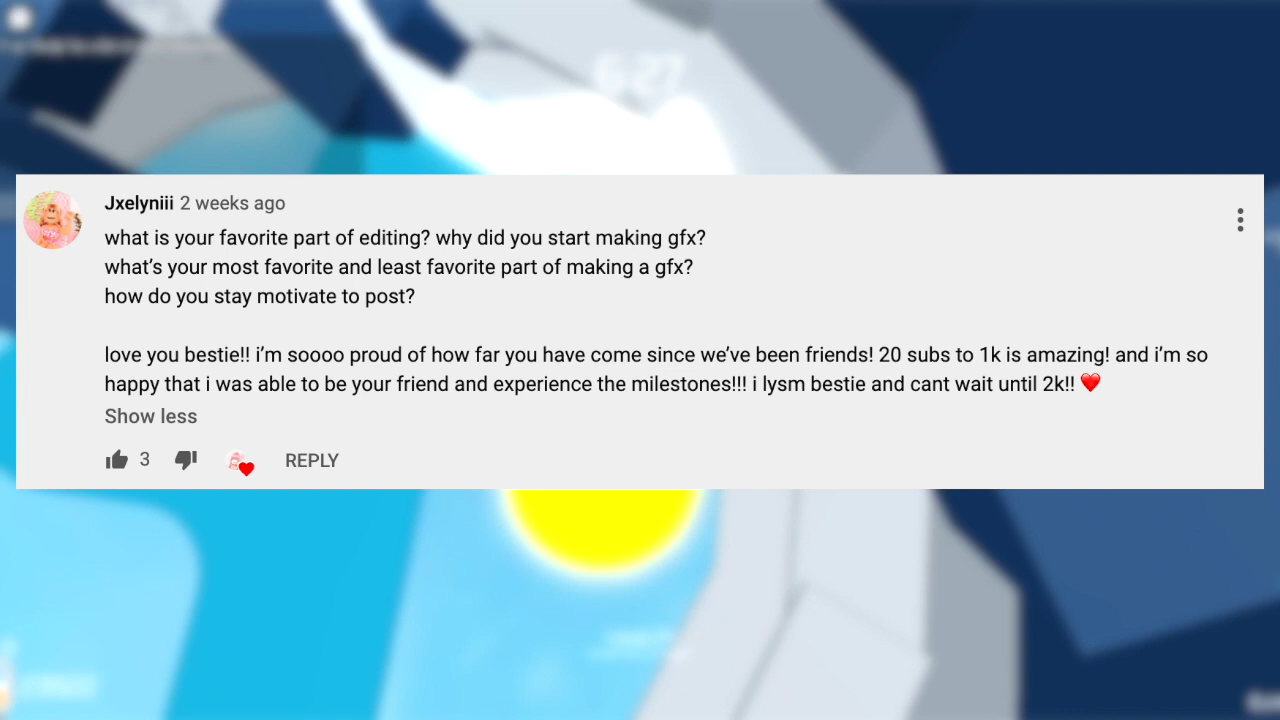 6:27
Jxelyniii 2 weeks ago
what is your favorite part of editing? why did you start making gfx?
what's your most favorite and least favorite part of making a gfx?
how do you stay motivate to post?
love you bestie!! i'm soooo proud of how far you have come since we've been friends! 20 subs to 1k is amazing! and i'm so
happy that i was able to be your friend and experience the milestones!!! i lysm bestie and cant wait until 2k!! ❤️
Show less
3 REPLY